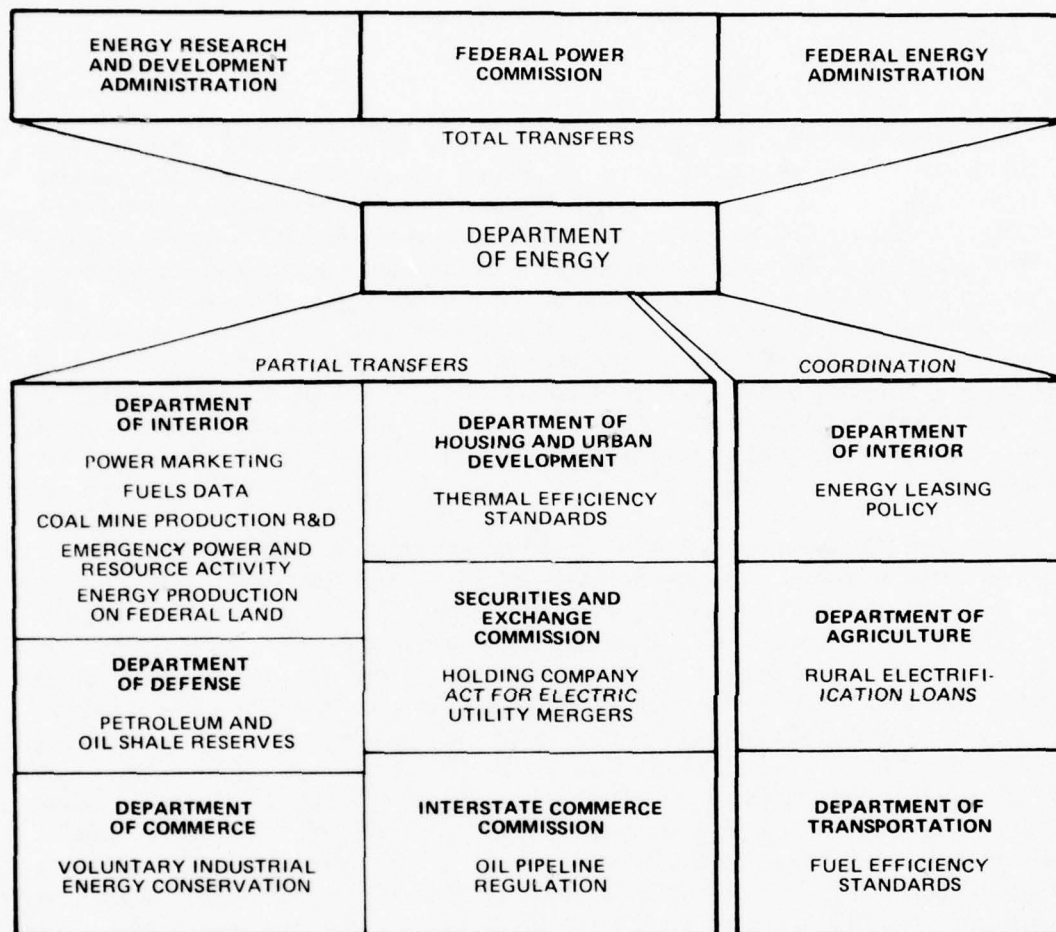 ENERGY RESEARCH
AND DEVELOPMENT
ADMINISTRATION
FEDERAL POWER
COMMISSION
FEDERAL ENERGY
ADMINISTRATION
TOTAL TRANSFERS
DEPARTMENT
OF ENERGY
PARTIAL TRANSFERS
COORDINATION
DEPARTMENT
OF INTERIOR
POWER MARKETING
FUELS DATA
COAL MINE PRODUCTION R&D
EMERGENCY POWER AND
RESOURCE ACTIVITY
ENERGY PRODUCTION
ON FEDERAL LAND
DEPARTMENT
OF DEFENSE
PETROLEUM AND
OIL SHALE RESERVES
DEPARTMENT
OF COMMERCE
VOLUNTARY INDUSTRIAL
ENERGY CONSERVATION
DEPARTMENT OF
HOUSING AND URBAN
DEVELOPMENT
THERMAL EFFICIENCY
STANDARDS
SECURITIES AND
EXCHANGE
COMMISSION
HOLDING COMPANY
ACT FOR ELECTRIC
UTILITY MERGERS
INTERSTATE COMMERCE
COMMISSION
OIL PIPELINE
REGULATION
DEPARTMENT
OF INTERIOR
ENERGY LEASING
POLICY
DEPARTMENT OF
AGRICULTURE
RURAL ELECTRIFI-
ICATION LOANS
DEPARTMENT OF
TRANSPORTATION
FUEL EFFICIENCY
STANDARDS